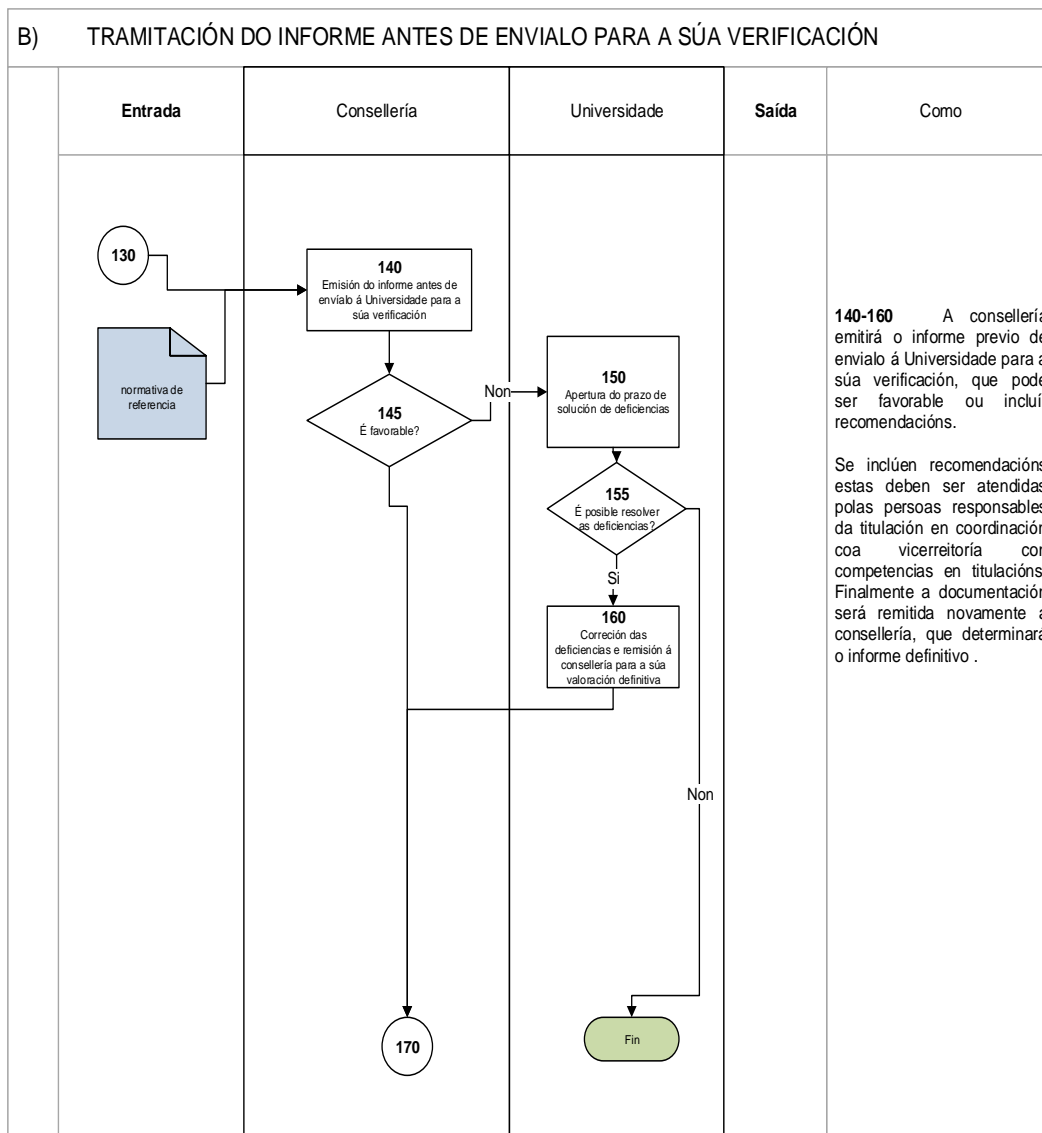 B) TRAMITACIÓN DO INFORME ANTES DE ENVIALO PARA A SÚA VERIFICACIÓN
Entrada
Consellería
Universidade
Saída
Como
130
normativa de
referencia
140
Emisión do informe antes de
envíalo á Universidade para a
súa verificación
145
É favorable?
Non
150
Apertura do prazo de
solución de deficiencias
155
É posible resolver
as deficiencias?
Si
160
Correción das
deficiencias e remisión á
consellería para a súa
valoración definitiva
Non
170
Fin
140-160 A consellería
emitirá o informe previo de
envialo á Universidade para a
súa verificación, que pode
ser favorable ou incluí
recomendacións.
Se inclúen recomendacións
estas deben ser atendidas
polas persoas responsables
da titulación en coordinación
coa vicerreitoría con
competencias en titulacións
Finalmente a documentación
será remitida novamente a
consellería, que determinará
o informe definitivo .